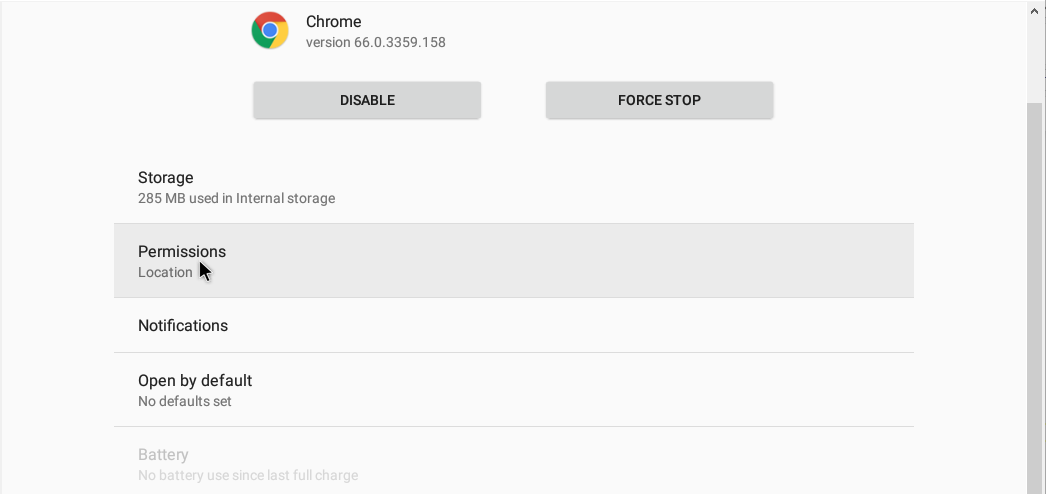 Chrome
version 66.0.3359.158
DISABLE
FORCE STOP
Storage
285 MB used in Internal storage
Permissions
Location
Notifications
Open by default
No defaults set
Battery
No battery use since last full charge